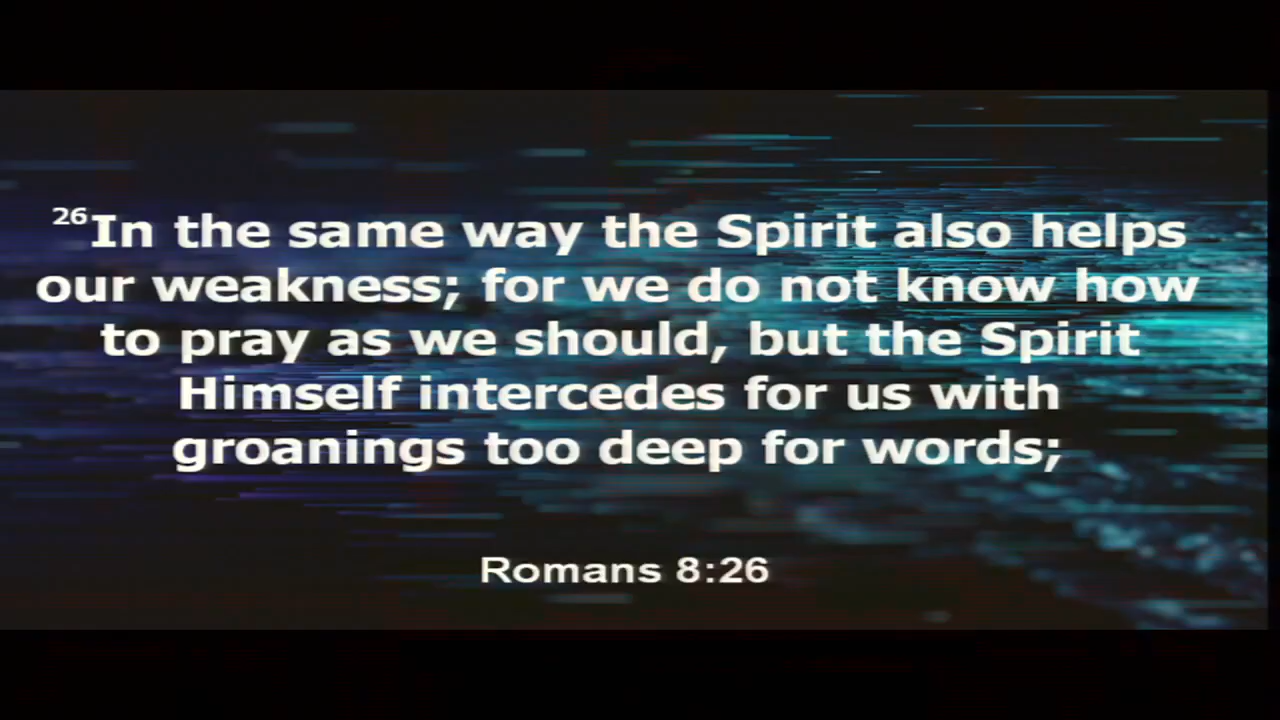 26In the same way the Spirit also helps
our weakness; for we do not know how
to pray as we should, but the Spirit
Himself intercedes for us with
groanings too deep for words;
Romans 8:26